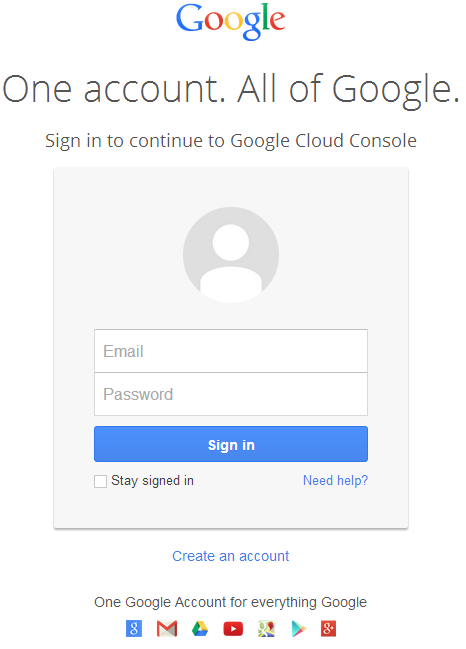 Google
One account. All of Google.
Sign in to continue to Google Cloud Console
Email
Password
Sign in
Stay signed in Need help?
Create an account
One Google Account for everything Google